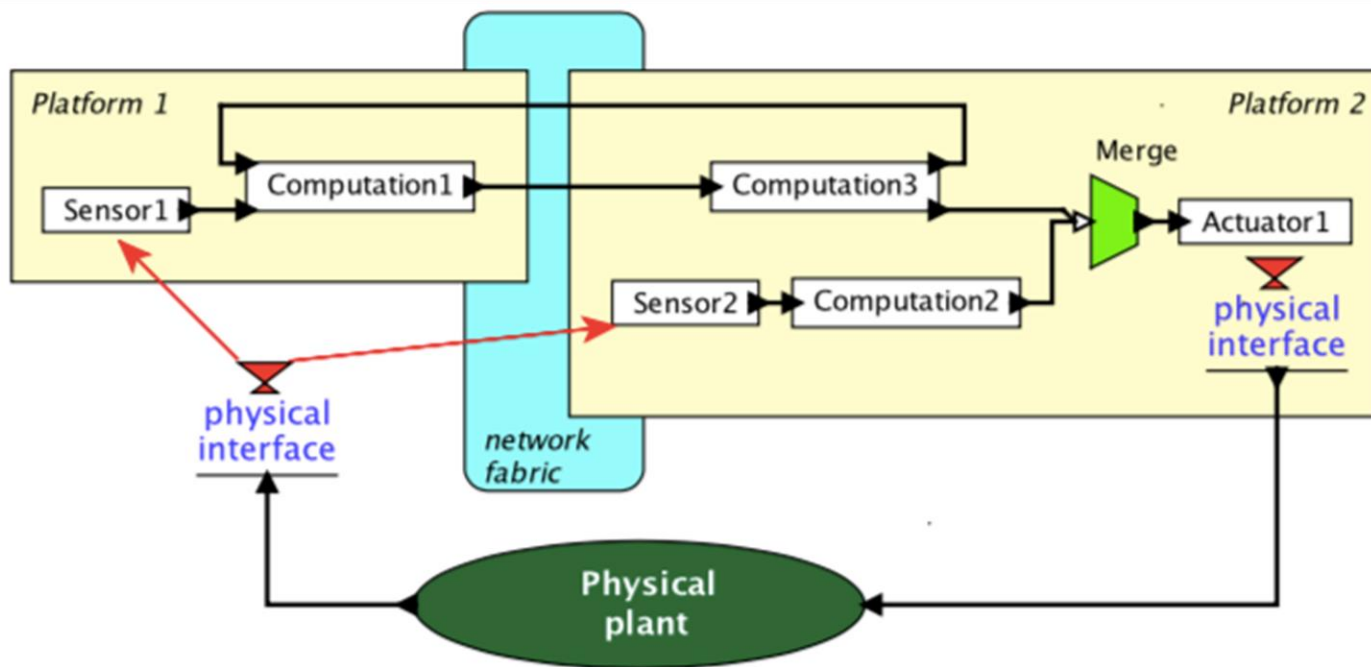 Platform 1
Platform 2
Merge
Computation1
Computation3
Sensor1
Actuator1
Sensor2
Computation2
physical
interface
physical
interface
network
fabric
Physical
plant